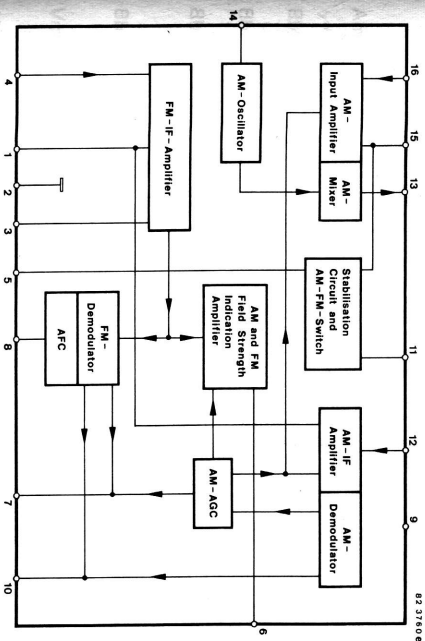 14
16
15
13
11
12
9
4
1
2
3
5
8
7
10
6
AM-
Input Amplifier
AM-
Mixer
AM-Oscillator
FM-IF-Amplifier
Stabilisation
Circuit and
AM-FM-Switch
AM and FM
Field Strength
Indication
Amplifier
FM-
Demodulator
AFC
AM-IF
Amplifier
AM-
Demodulator
AM-AGC
82 3760 e